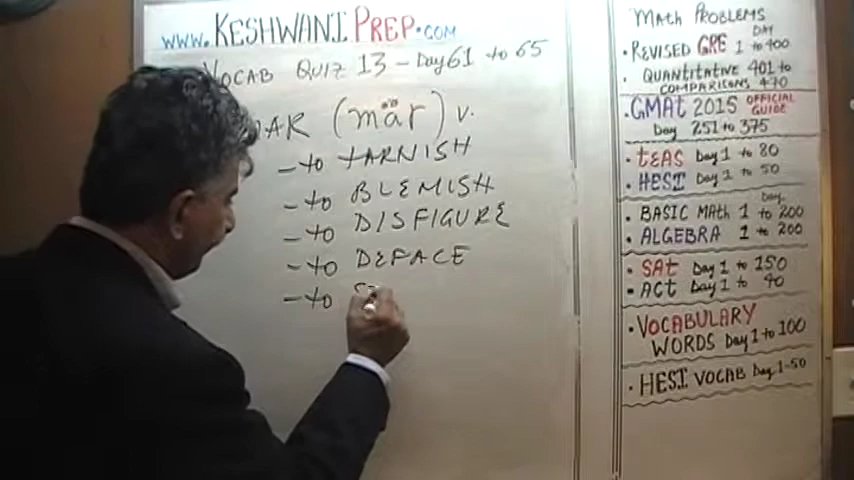 www.KESHWANIPREP.com
VOCAB QUIZ 13 - Day 61 to 65
(mär) v.
- to TARNISH
- to BLEMISH
- to DISFIGURE
- to DEFACE
- to
Math Problems
• REVISED GRE DAY 1 to 400
• QUANTITATIVE COMPARISONS 401 to 470
• GMAT 2015 OFFICIAL GUIDE
Day 251 to 375
• TEAS Day 1 to 80
• HESI Day 1 to 50
• BASIC MATH Day 1 to 200
• ALGEBRA 1 to 200
• SAT Day 1 to 150
• ACT Day 1 to 40
• VOCABULARY
WORDS Day 1 to 100
• HESI VOCAB Day 1-50